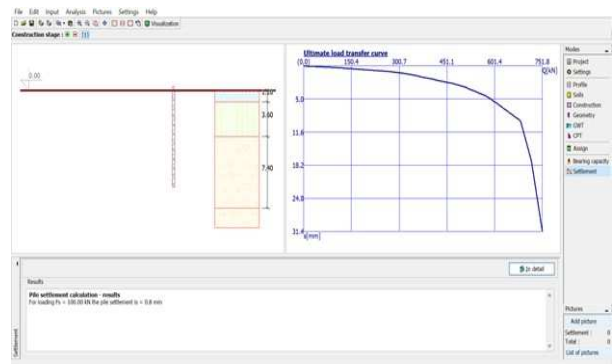 File Edit Input Analysis Pictures Settings Help
Visualization
Construction stage : [1]
0.00
3.60
7.40
Ultimate load transfer curve
[0,0] 150.4 300.7 451.1 601.4 751.8
Q[kN]
5.0
11.6
18.2
24.8
31.4
s[mm]
Modes
Project
Settings
Profile
Soils
Construction
Geometry
GWT
CPT
Assign
Bearing capacity
Settlement
In detail
Results
Pile settlement calculation - results
For loading Fs = 100.00 kN the pile settlement is = 0.8 mm
Settlement
Pictures
Add picture
Settlement : 0
Total : 0
List of pictures